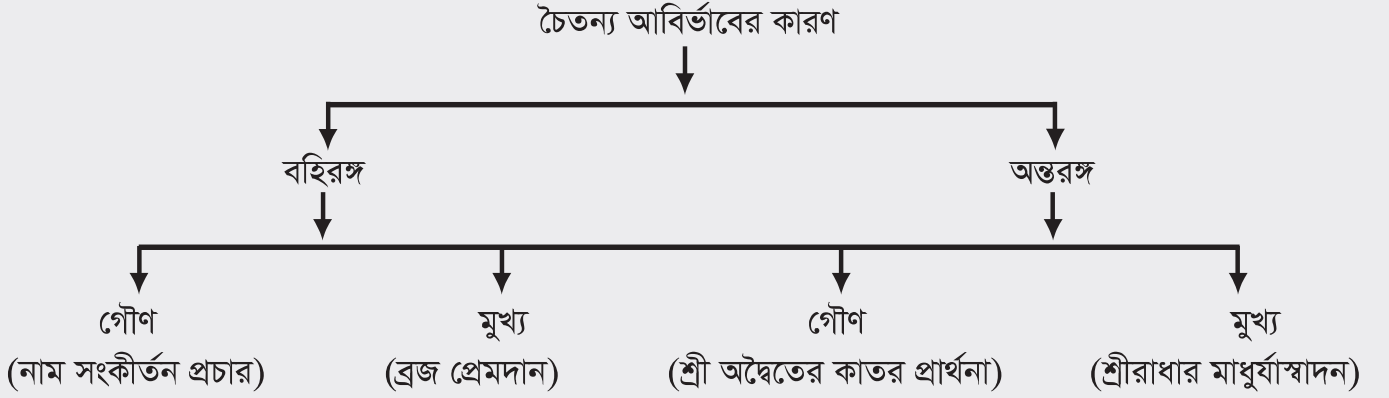 চৈতন্য আবির্ভাবের কারণ
বহিরঙ্গ অন্তরঙ্গ
গৌণ মুখ্য গৌণ মুখ্য
(নাম সংকীর্তন প্রচার) (ব্রজ প্রেমদান) (শ্রী অদ্বৈতের কাতর প্রার্থনা) (শ্রীরাধার মাধুর্যাস্বাদন)